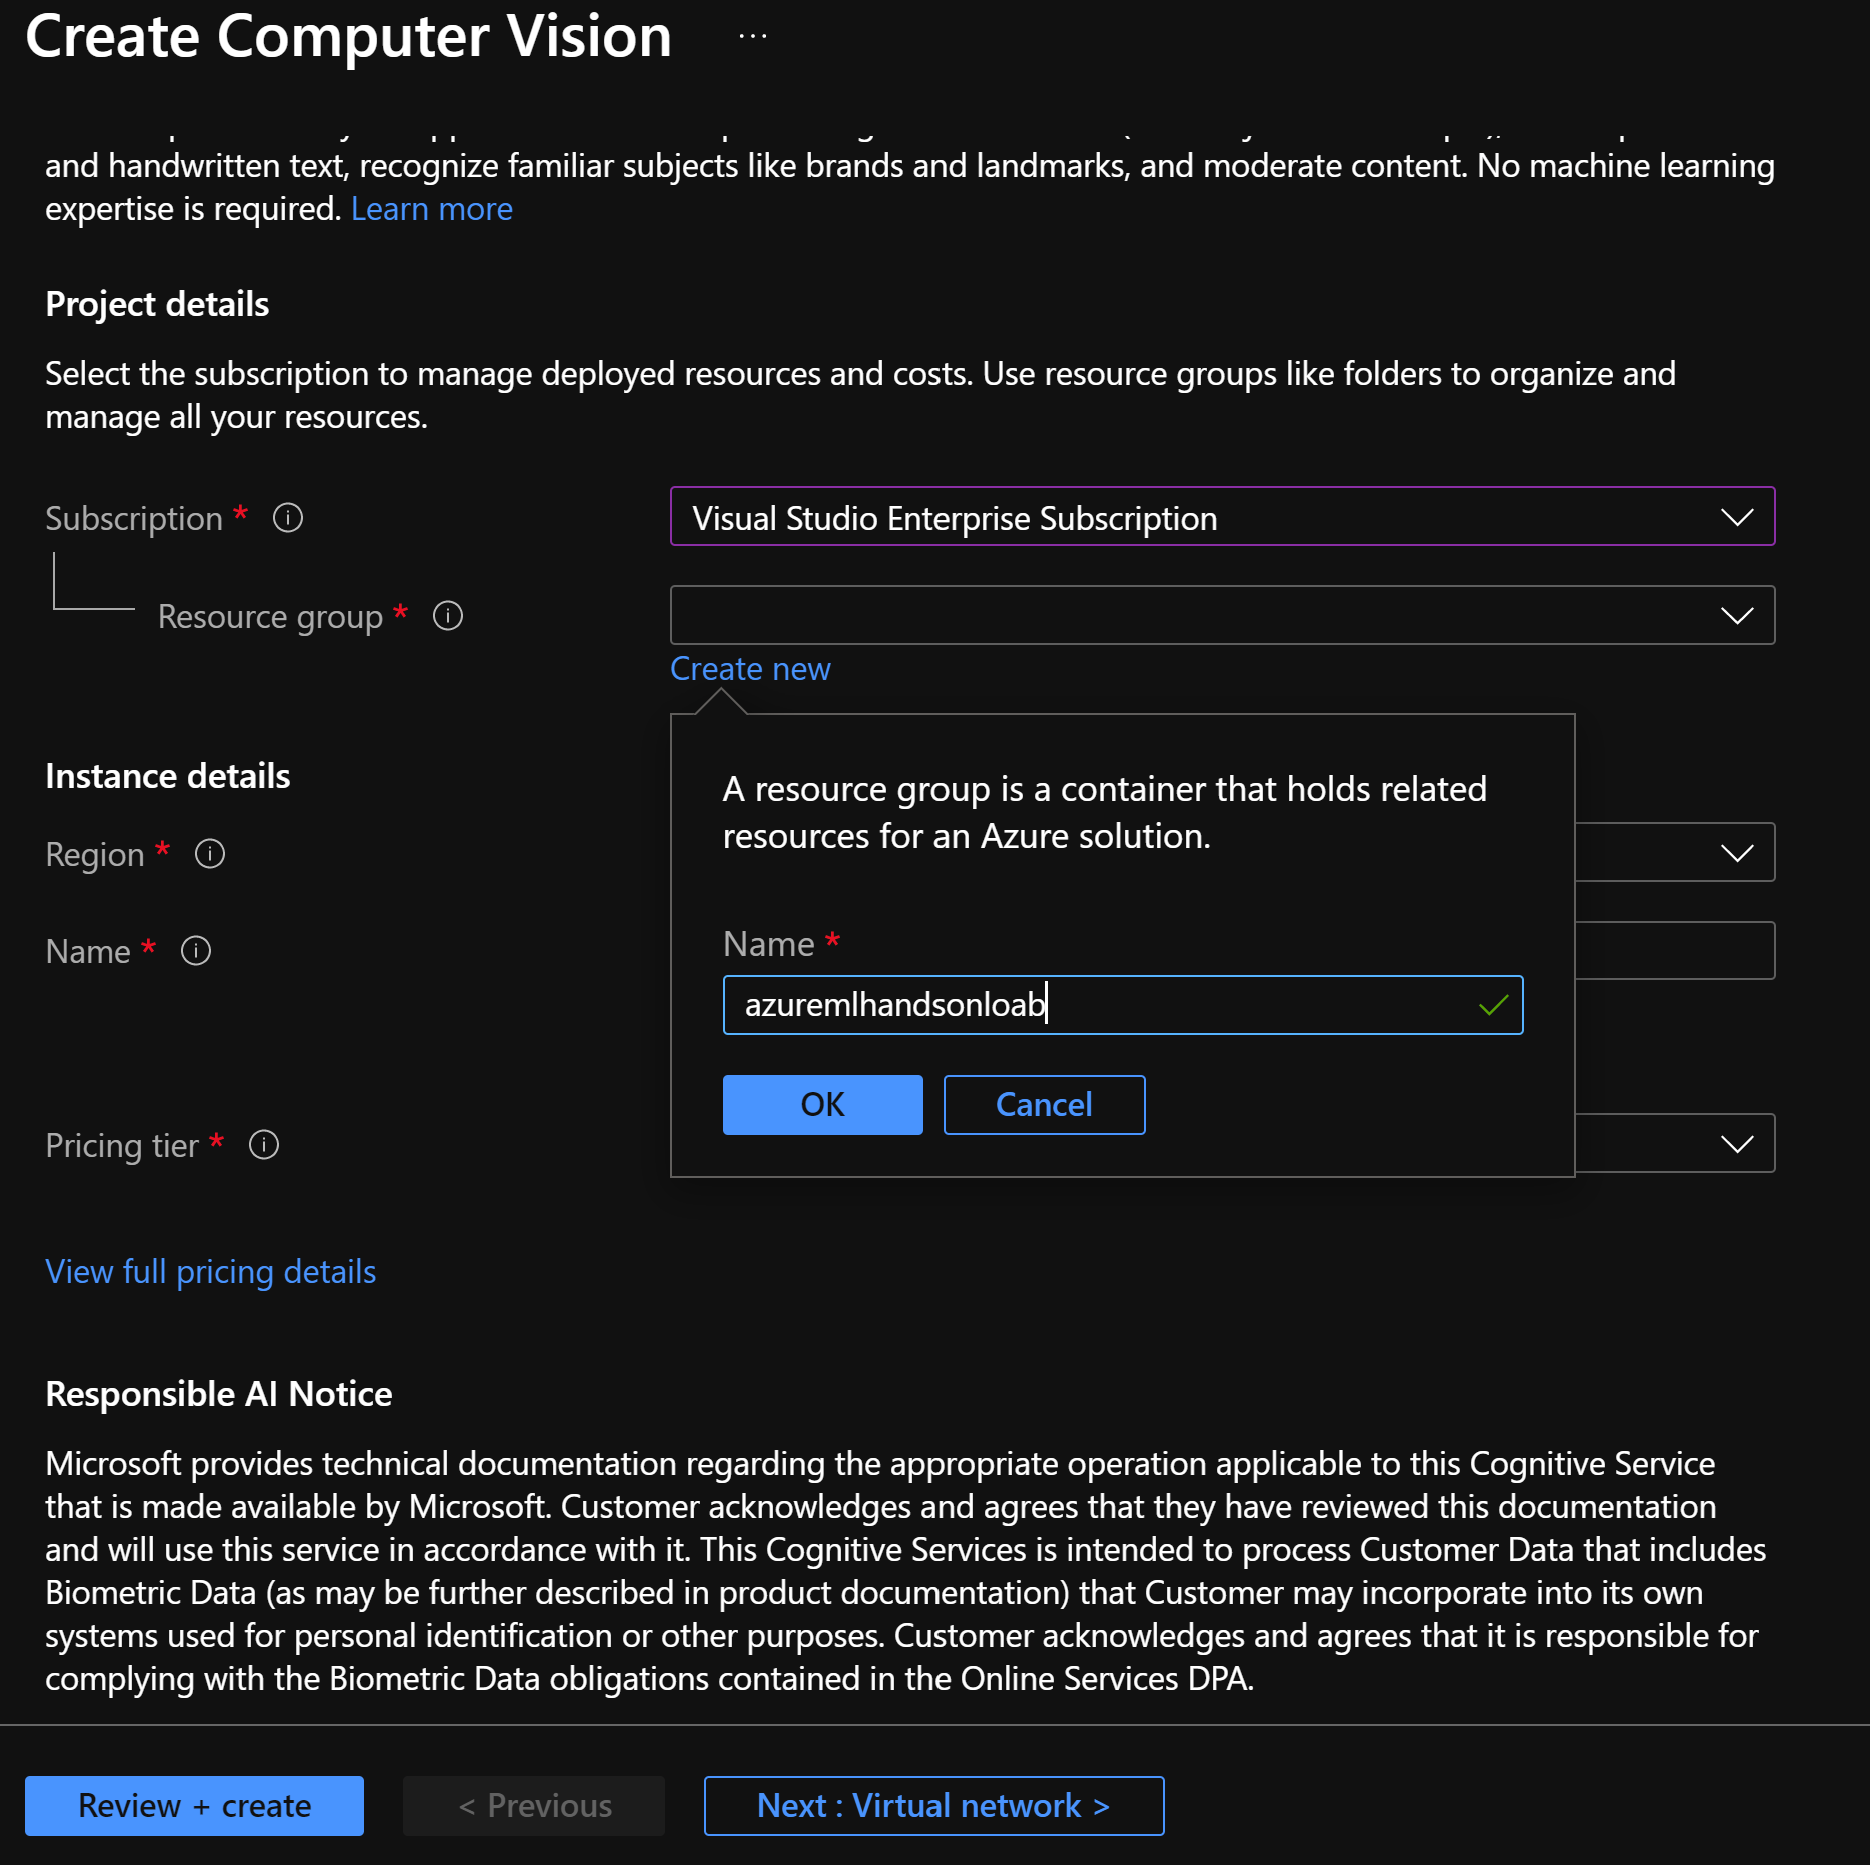 Create Computer Vision ...
and handwritten text, recognize familiar subjects like brands and landmarks, and moderate content. No machine learning
expertise is required. Learn more
Project details
Select the subscription to manage deployed resources and costs. Use resource groups like folders to organize and
manage all your resources.
Subscription *
Visual Studio Enterprise Subscription
Resource group *
Create new
A resource group is a container that holds related
resources for an Azure solution.
Name *
azuremlhandsonloab
OK
Cancel
Instance details
Region *
Name *
Pricing tier *
View full pricing details
Responsible AI Notice
Microsoft provides technical documentation regarding the appropriate operation applicable to this Cognitive Service
that is made available by Microsoft. Customer acknowledges and agrees that they have reviewed this documentation
and will use this service in accordance with it. This Cognitive Services is intended to process Customer Data that includes
Biometric Data (as may be further described in product documentation) that Customer may incorporate into its own
systems used for personal identification or other purposes. Customer acknowledges and agrees that it is responsible for
complying with the Biometric Data obligations contained in the Online Services DPA.
Review + create
< Previous
Next : Virtual network >